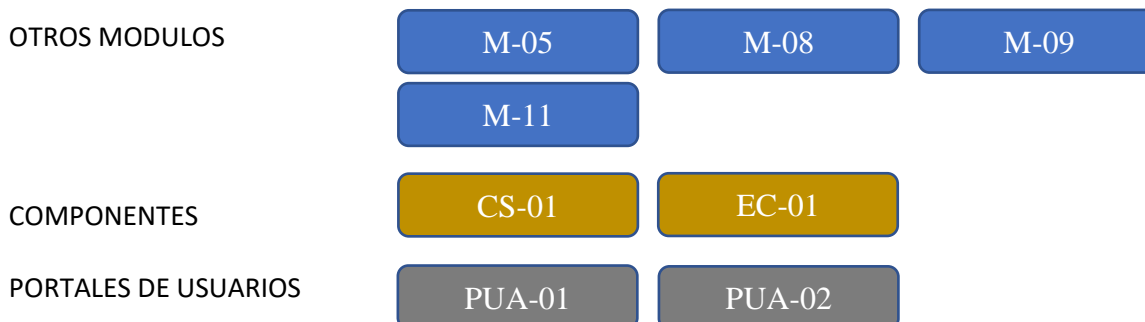 OTROS MODULOS M-05 M-08 M-09
M-11
COMPONENTES CS-01 EC-01
PORTALES DE USUARIOS PUA-01 PUA-02